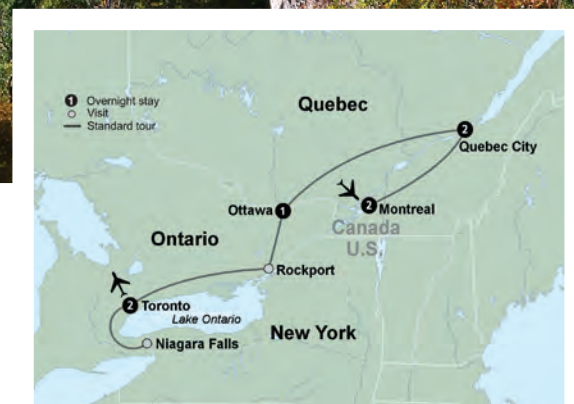 1 Overnight stay
Visit
Standard tour
Quebec
2
Quebec City
Ottawa 1
2 Montreal
Canada
U.S.
Ontario
Rockport
2 Toronto
Lake Ontario
New York
Niagara Falls